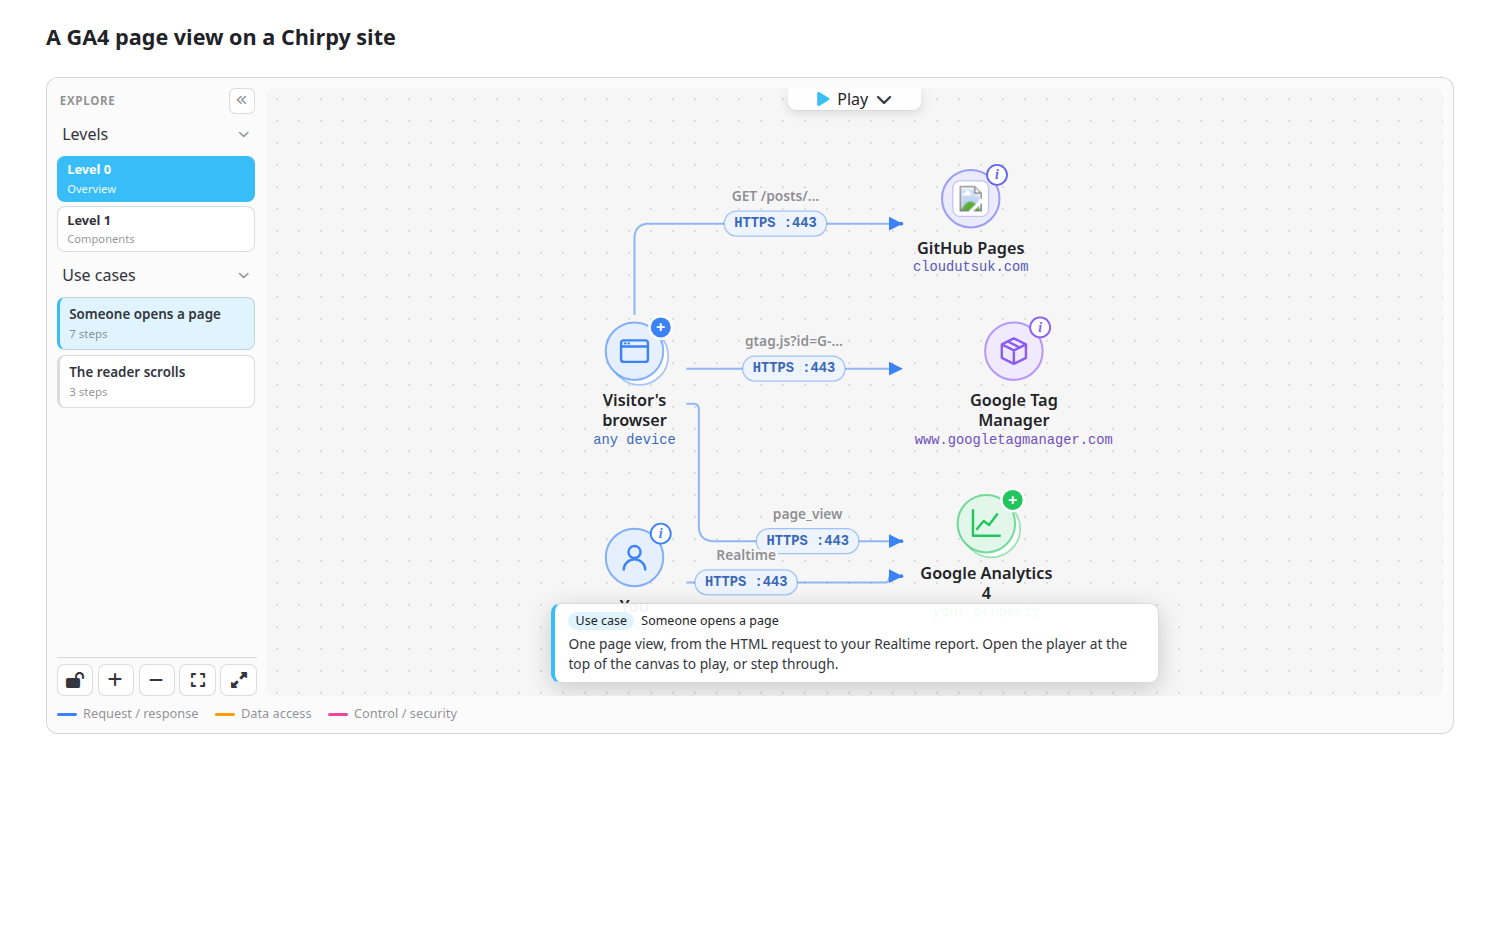 A GA4 page view on a Chirpy site
EXPLORE
Levels
Level 0
Overview
Level 1
Components
Use cases
Someone opens a page
7 steps
The reader scrolls
3 steps
Play
GET /posts/...
HTTPS :443
GitHub Pages
cloudutsuk.com
gtag.js?id=G-...
HTTPS :443
Visitor's
browser
any device
Google Tag
Manager
www.googletagmanager.com
page_view
HTTPS :443
Realtime
HTTPS :443
You
Google Analytics
4
your property
Use case Someone opens a page
One page view, from the HTML request to your Realtime report. Open the player at the
top of the canvas to play, or step through.
Request / response
Data access
Control / security